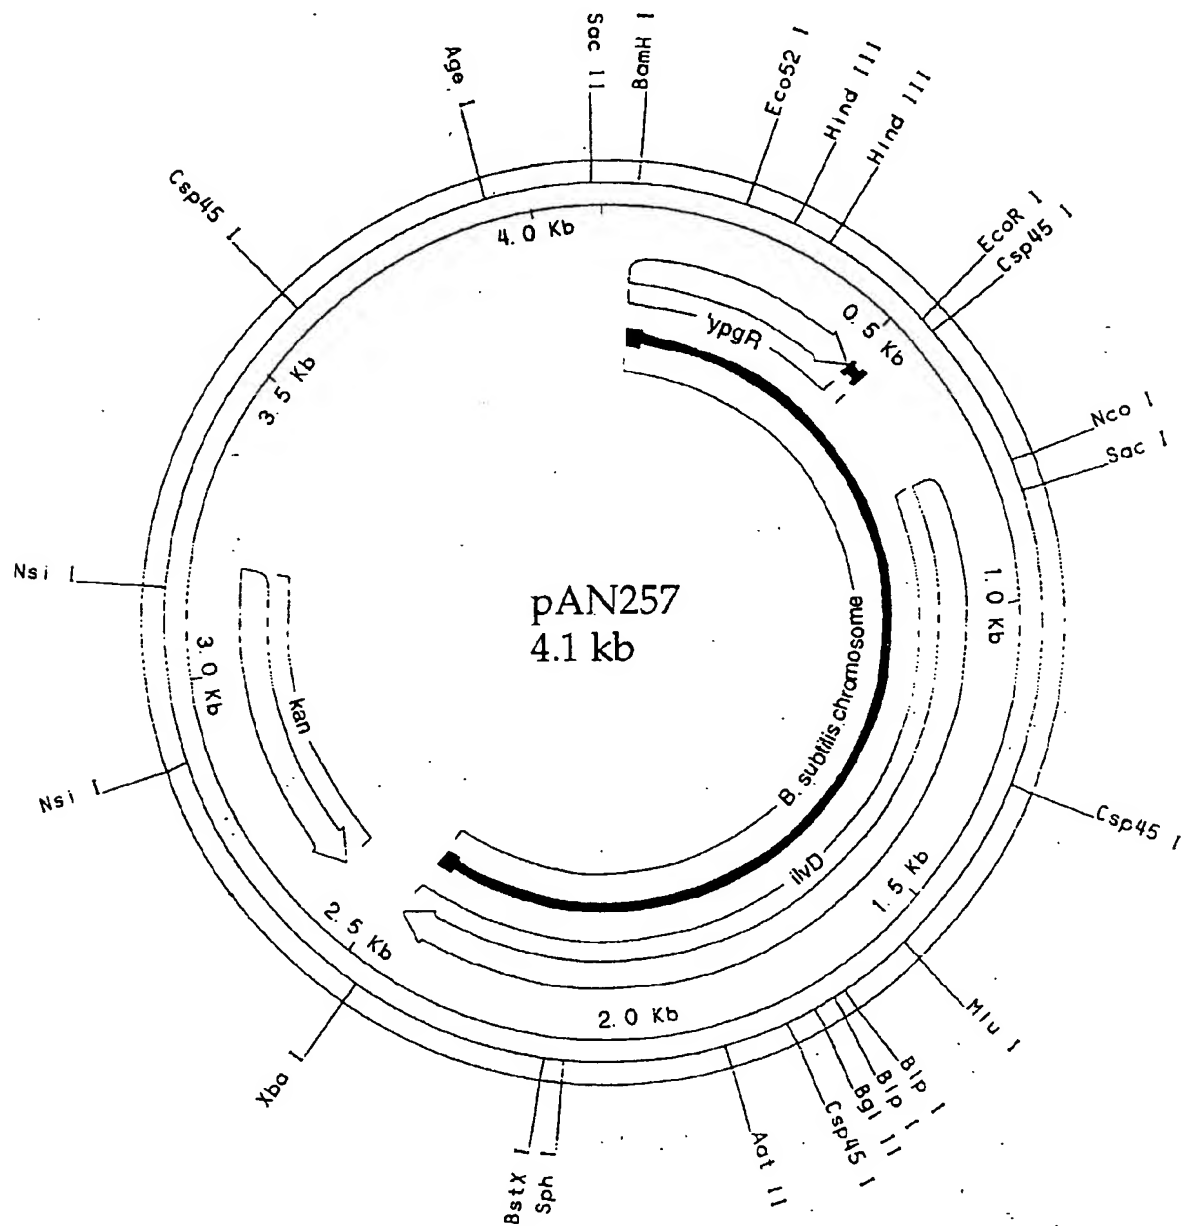 Sac II
BamH I
Eco52 I
Hind III
Hind III
EcoR I
Csp45 I
Nco I
Sac I
Csp45 I
Mlu I
Blp I
Blp I
Bgl II
Csp45 I
Aat II
Sph I
BstX I
Xba I
Nsi I
Nsi I
Csp45 I
Age I
4.0 Kb
0.5 Kb
1.0 Kb
1.5 Kb
2.0 Kb
2.5 Kb
3.0 Kb
3.5 Kb
'ypgR
B. subtilis chromosome
ilvD
kan
pAN257
4.1 kb